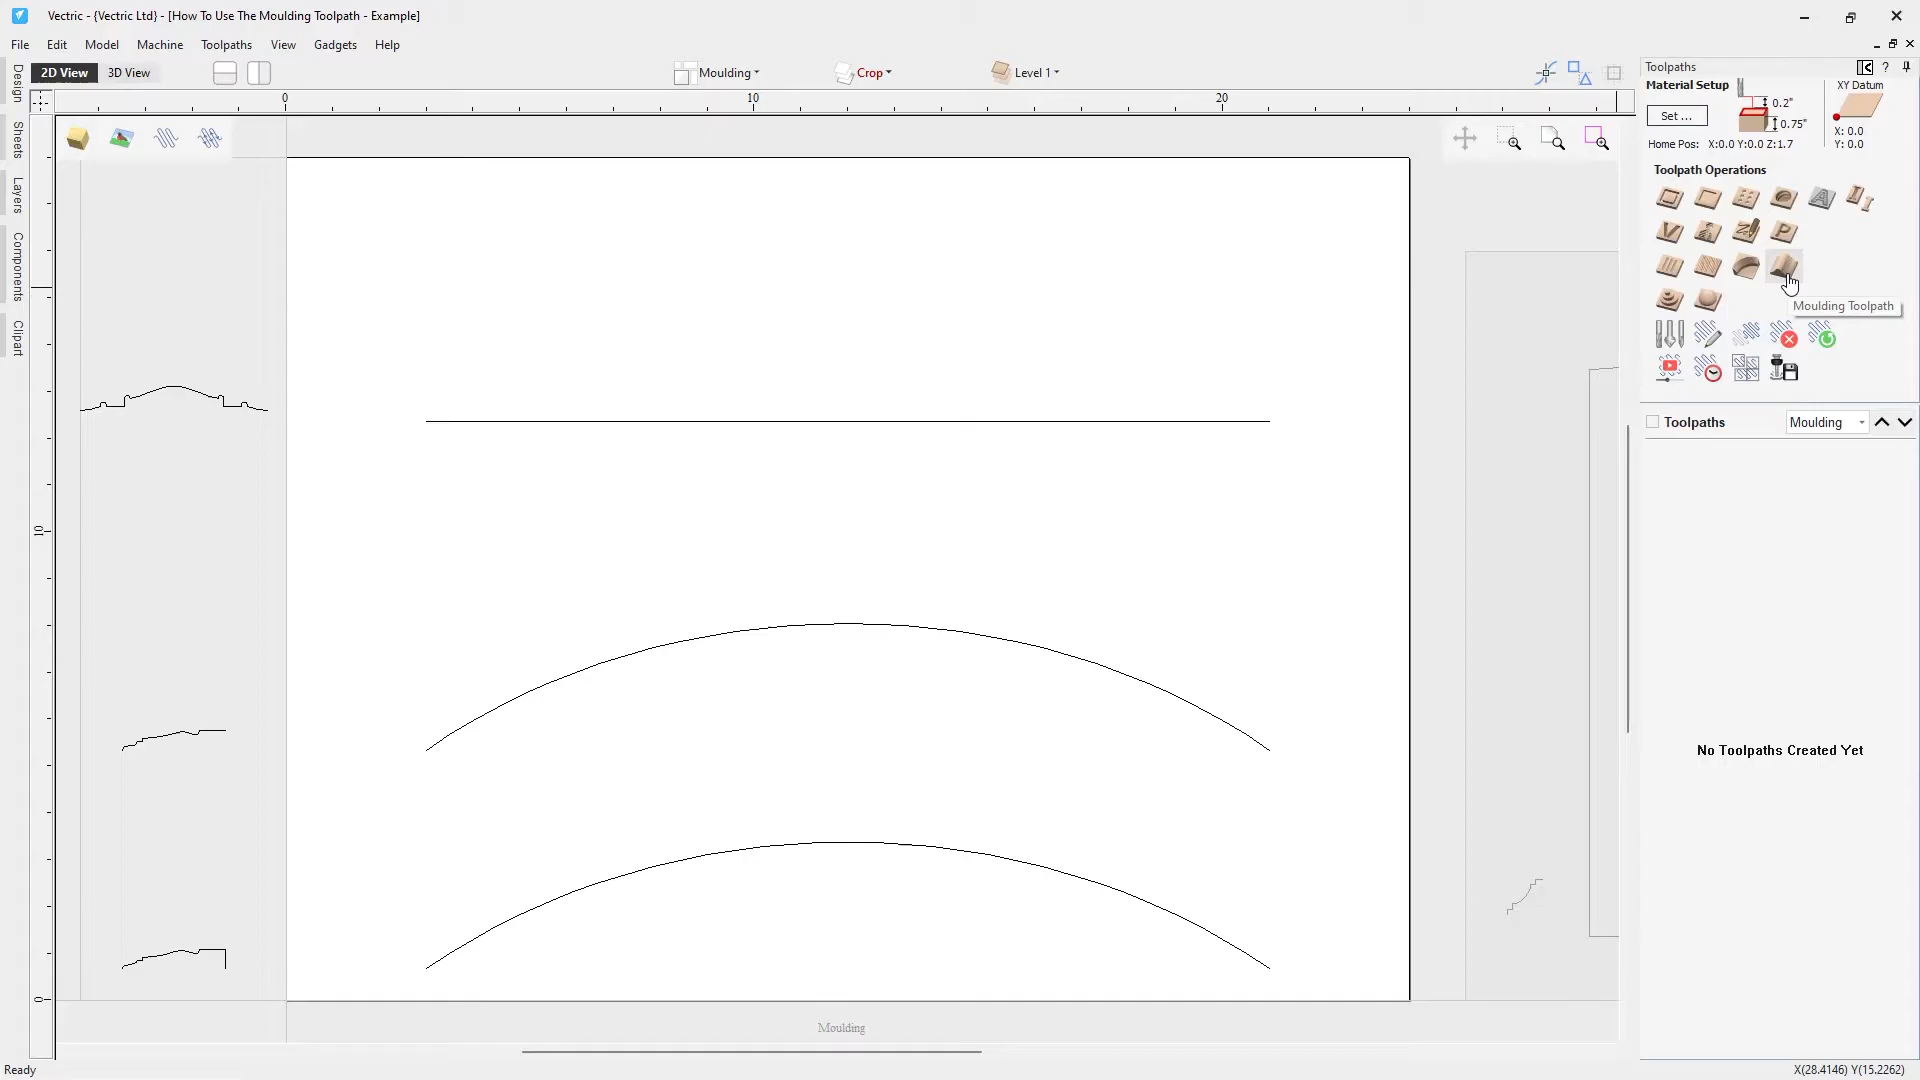 Vectric - {Vectric Ltd} - [How To Use The Moulding Toolpath - Example]
File Edit Model Machine Toolpaths View Gadgets Help
2D View 3D View Moulding Crop Level 1
Toolpaths ?
Material Setup XY Datum
0.2"
Set ...
0.75"
X: 0.0
Y: 0.0
Home Pos: X:0.0 Y:0.0 Z:1.7
Toolpath Operations
Moulding Toolpath
Toolpaths Moulding
No Toolpaths Created Yet
Design
Sheets
Layers
Components
Clipart
0 10 20
10
0
Moulding
Ready X(28.4146) Y(15.2262)